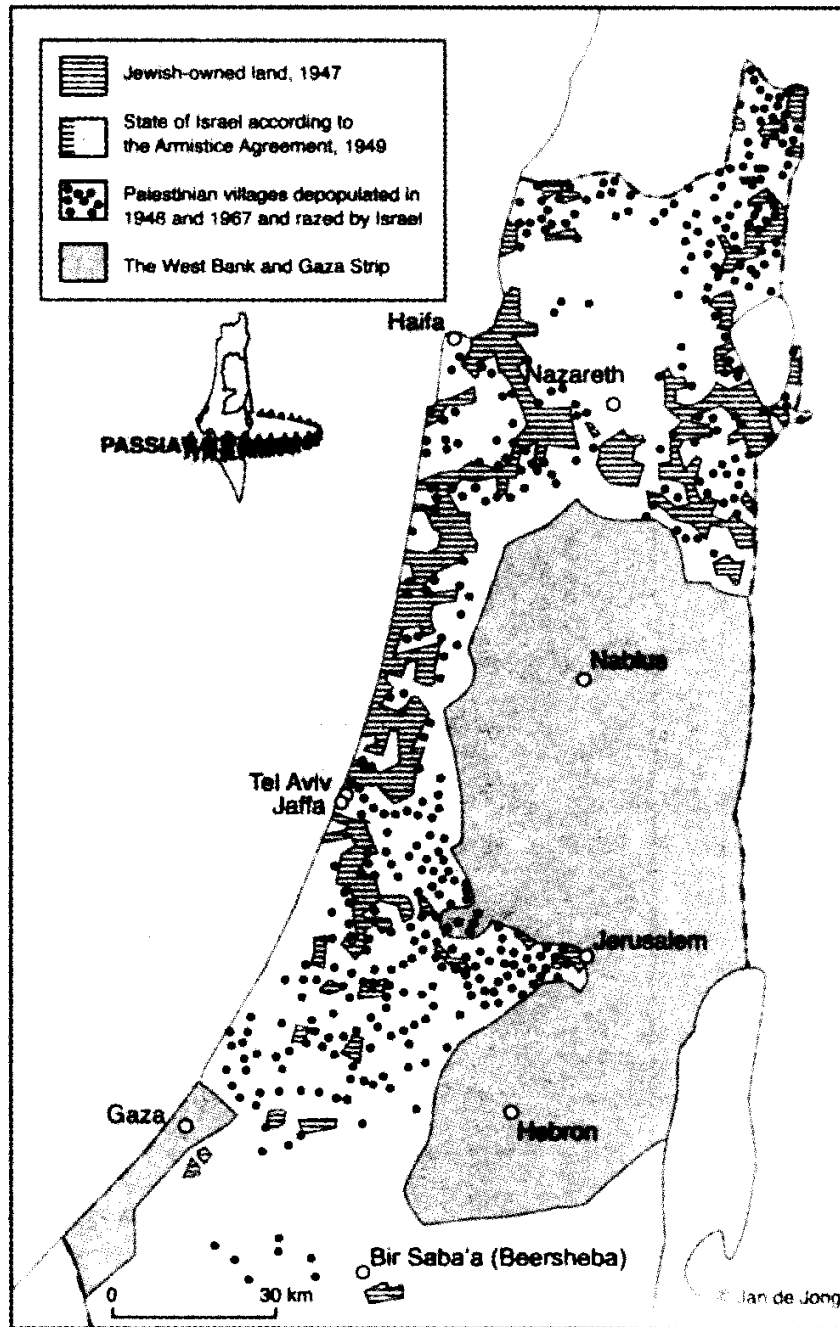 Jewish-owned land, 1947
State of Israel according to
the Armistice Agreement, 1949
Palestinian villages depopulated in
1948 and 1967 and razed by Israel
The West Bank and Gaza Strip
Haifa
Nazareth
PASSIA
Nablus
Tel Aviv
Jaffa
Jerusalem
Gaza
Hebron
Bir Saba'a (Beersheba)
0 30 km
© Jan de Jong